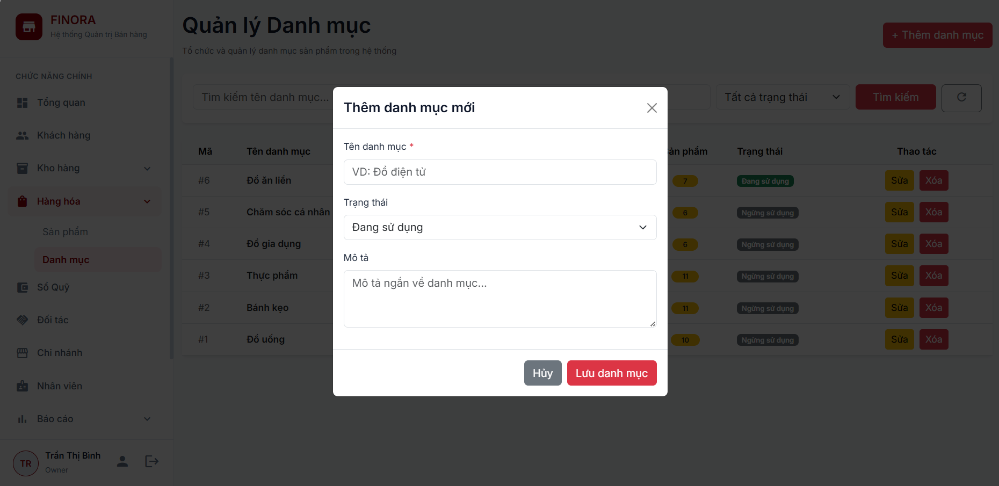 FINORA
Hệ thống Quản trị Bán hàng
CHỨC NĂNG CHÍNH
Tổng quan
Khách hàng
Kho hàng
Hàng hóa
Sản phẩm
Danh mục
Sổ Quỹ
Đối tác
Chi nhánh
Nhân viên
Báo cáo
TR
Trần Thị Bình
Owner
Quản lý Danh mục
Tổ chức và quản lý danh mục sản phẩm trong hệ thống
+ Thêm danh mục
Tìm kiếm tên danh mục...
Tất cả trạng thái
Tìm kiếm
Mã Tên danh mục phẩm Trạng thái Thao tác
#6 Đồ ăn liền 7 Đang sử dụng Sửa Xóa
#5 Chăm sóc cá nhân 6 Ngừng sử dụng Sửa Xóa
#4 Đồ gia dụng 6 Ngừng sử dụng Sửa Xóa
#3 Thực phẩm 11 Ngừng sử dụng Sửa Xóa
#2 Bánh kẹo 11 Ngừng sử dụng Sửa Xóa
#1 Đồ uống 10 Ngừng sử dụng Sửa Xóa
Thêm danh mục mới
Tên danh mục *
VD: Đồ điện tử
Trạng thái
Đang sử dụng
Mô tả
Mô tả ngắn về danh mục...
Hủy
Lưu danh mục